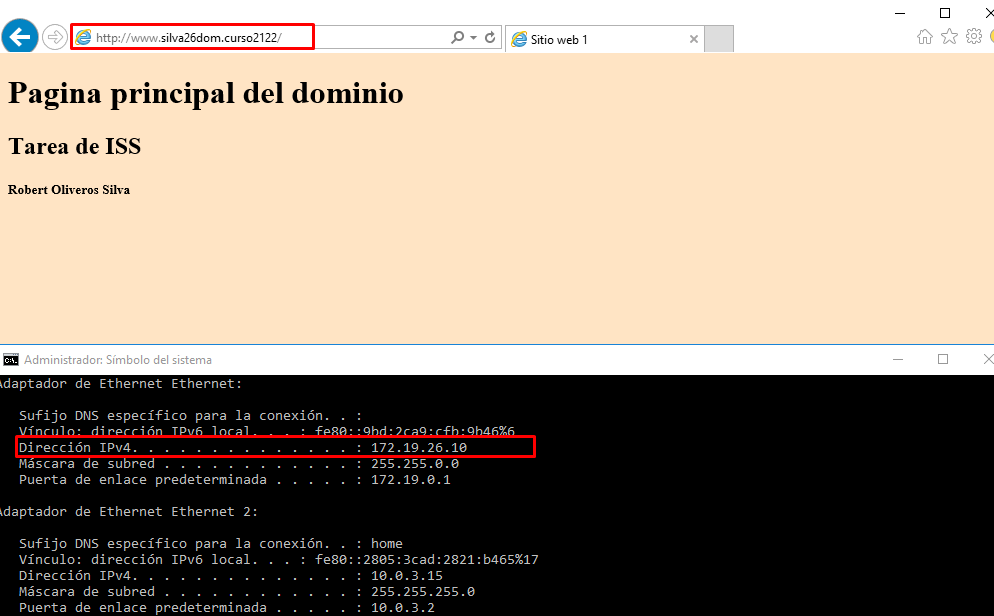 http://www.silva26dom.curso2122/
Sitio web 1
Pagina principal del dominio
Tarea de ISS
Robert Oliveros Silva
Administrador: Símbolo del sistema
Adaptador de Ethernet Ethernet:
Sufijo DNS específico para la conexión. . :
Vínculo: dirección IPv6 local. . . : fe80::9bd:2ca9:cfb:9b46%6
Dirección IPv4. . . . . . . . . . . . . . : 172.19.26.10
Máscara de subred . . . . . . . . . . . . : 255.255.0.0
Puerta de enlace predeterminada . . . . . : 172.19.0.1
Adaptador de Ethernet Ethernet 2:
Sufijo DNS específico para la conexión. . : home
Vínculo: dirección IPv6 local. . . : fe80::2805:3cad:2821:b465%17
Dirección IPv4. . . . . . . . . . . . . . : 10.0.3.15
Máscara de subred . . . . . . . . . . . . : 255.255.255.0
Puerta de enlace predeterminada . . . . . : 10.0.3.2